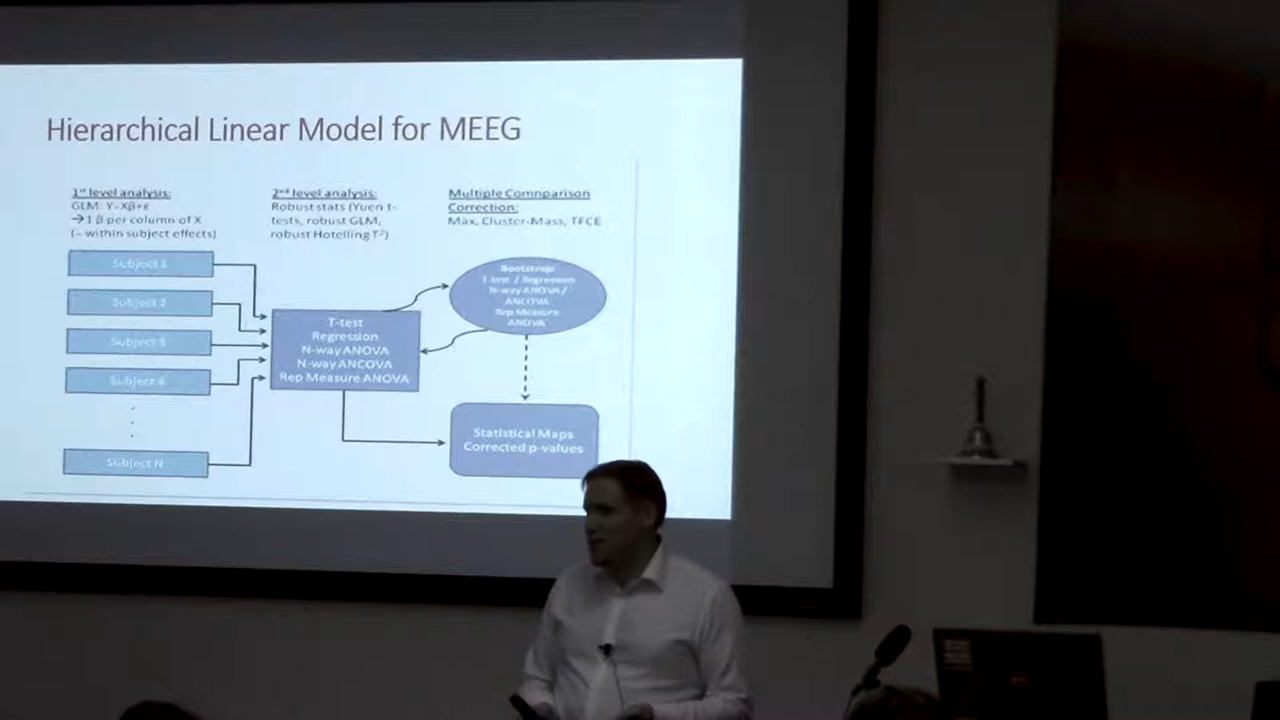 Hierarchical Linear Model for MEEG
1st level analysis:
GLM: Y=Xβ+ε
→1 β per column of X
(= within subject effects)
2nd level analysis:
Robust stats (Yuen t-
tests, robust GLM,
robust Hotelling T²)
Multiple Comnparison
Correction:
Max, Cluster-Mass, TFCE
Subject 1
Subject 2
Subject 3
Subject 4
Subject N
T-test
Regression
N-way ANOVA
N-way ANCOVA
Rep Measure ANOVA
Bootstrap:
T-test / Regression
N-way ANOVA/
ANCOVA
Rep Measure
ANOVA
Statistical Maps
Corrected p-values